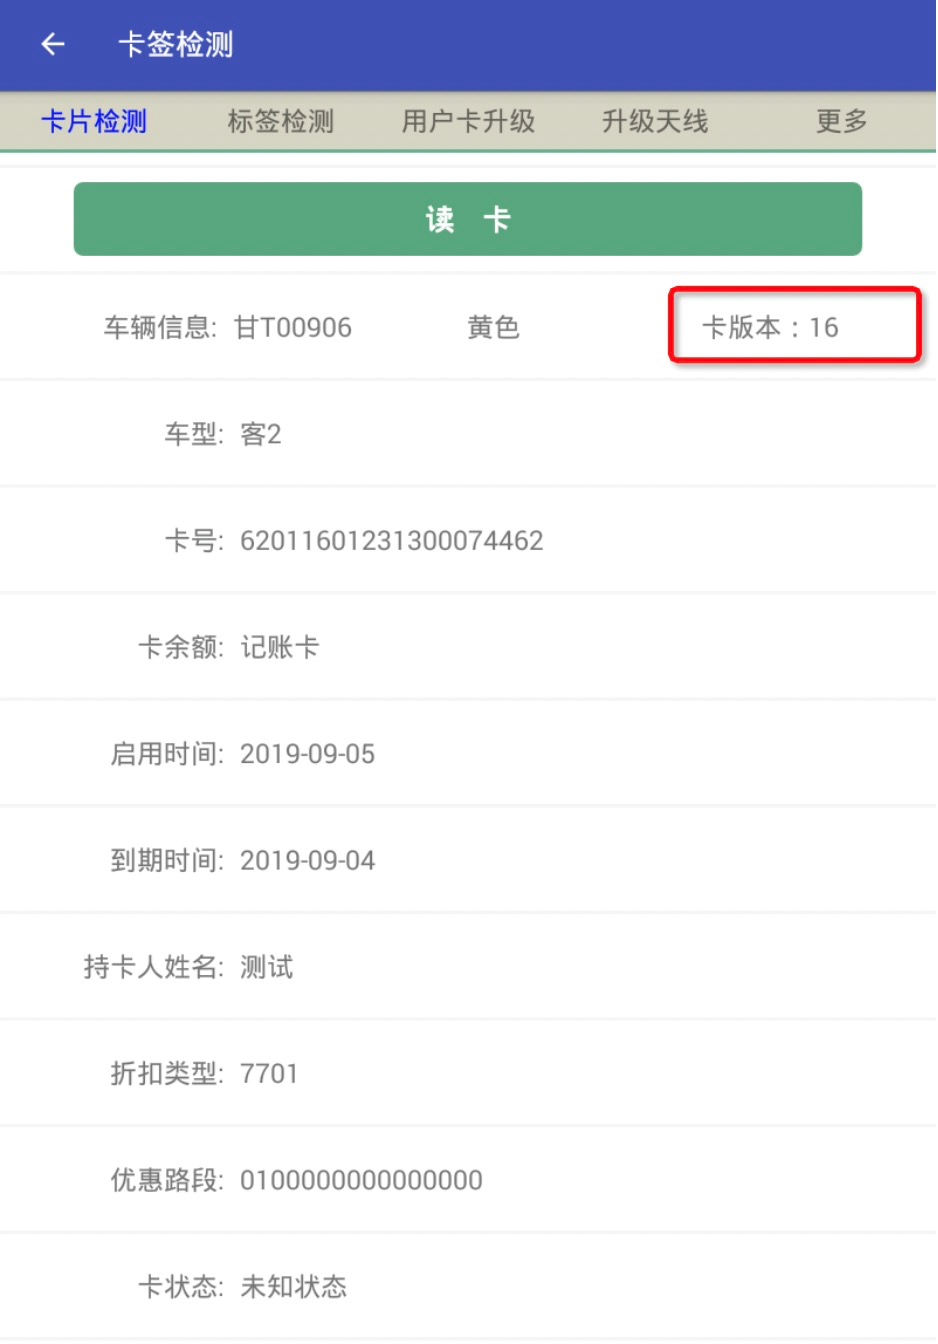 卡签检测
卡片检测 标签检测 用户卡升级 升级天线 更多
读 卡
车辆信息: 甘T00906 黄色 卡版本：16
车型: 客2
卡号: 62011601231300074462
卡余额: 记账卡
启用时间: 2019-09-05
到期时间: 2019-09-04
持卡人姓名: 测试
折扣类型: 7701
优惠路段: 0100000000000000
卡状态: 未知状态